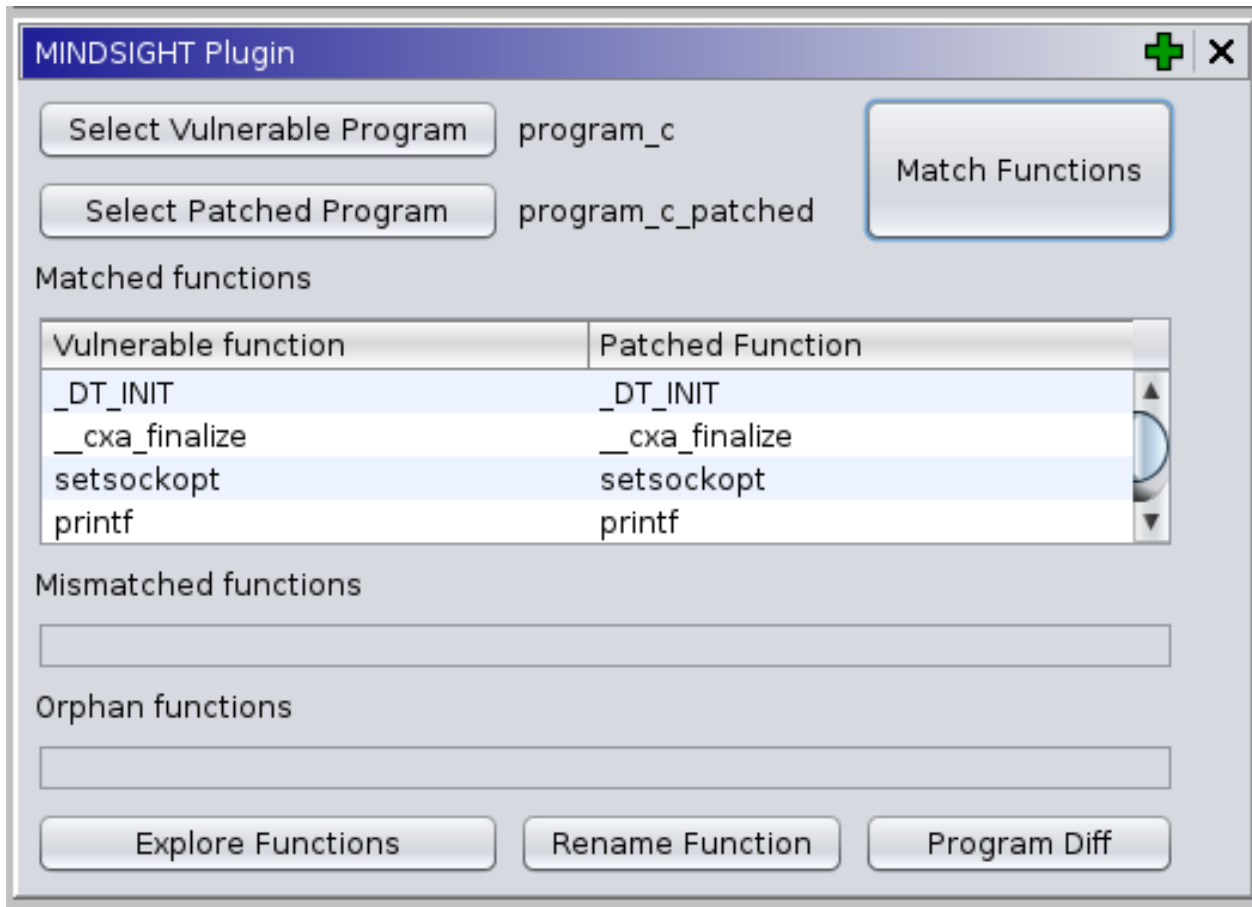 MINDSIGHT Plugin
Select Vulnerable Program program_c
Match Functions
Select Patched Program program_c_patched
Matched functions
Vulnerable function Patched Function
_DT_INIT _DT_INIT
__cxa_finalize __cxa_finalize
setsockopt setsockopt
printf printf
Mismatched functions
Orphan functions
Explore Functions Rename Function Program Diff